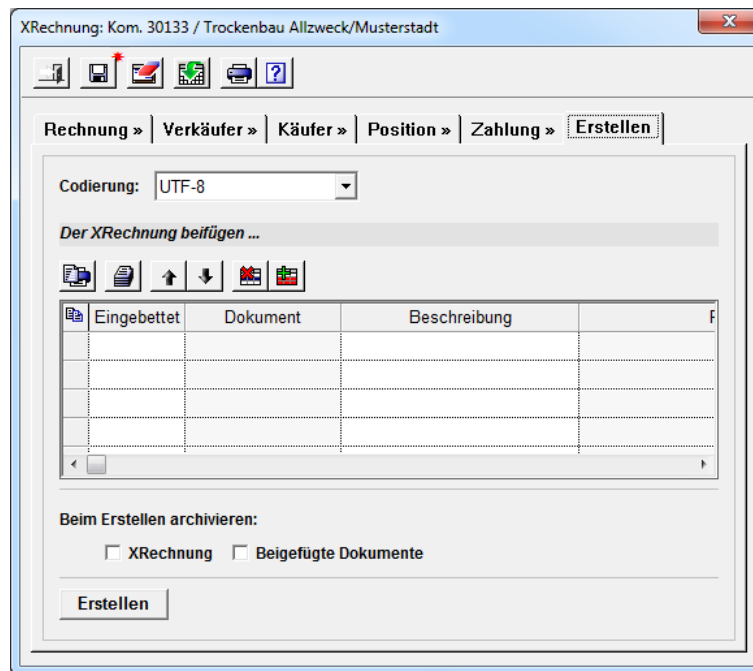 XRechnung: Kom. 30133 / Trockenbau Allzweck/Musterstadt
Rechnung » Verkäufer » Käufer » Position » Zahlung » Erstellen
Codierung: UTF-8
Der XRechnung beifügen ...
Eingebettet Dokument Beschreibung
Beim Erstellen archivieren:
XRechnung Beigefügte Dokumente
Erstellen